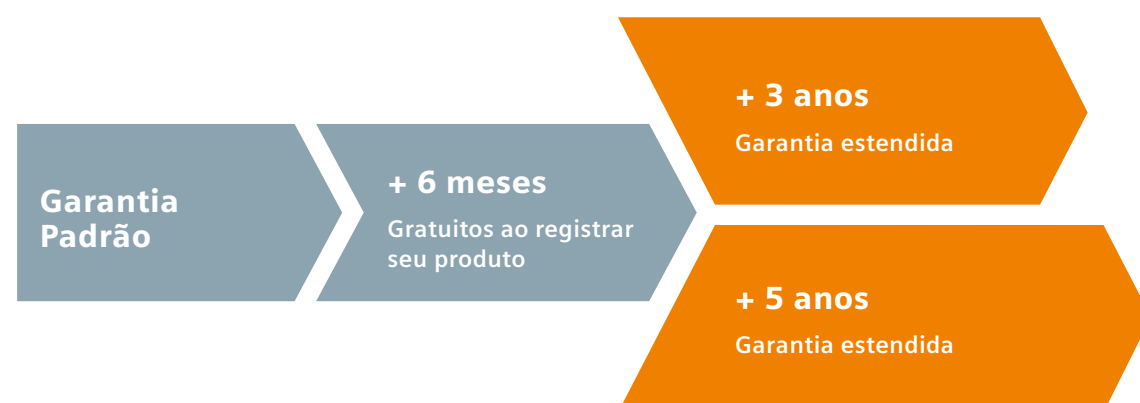 Garantia
Padrão
+ 6 meses
Gratuitos ao registrar
seu produto
+ 3 anos
Garantia estendida
+ 5 anos
Garantia estendida